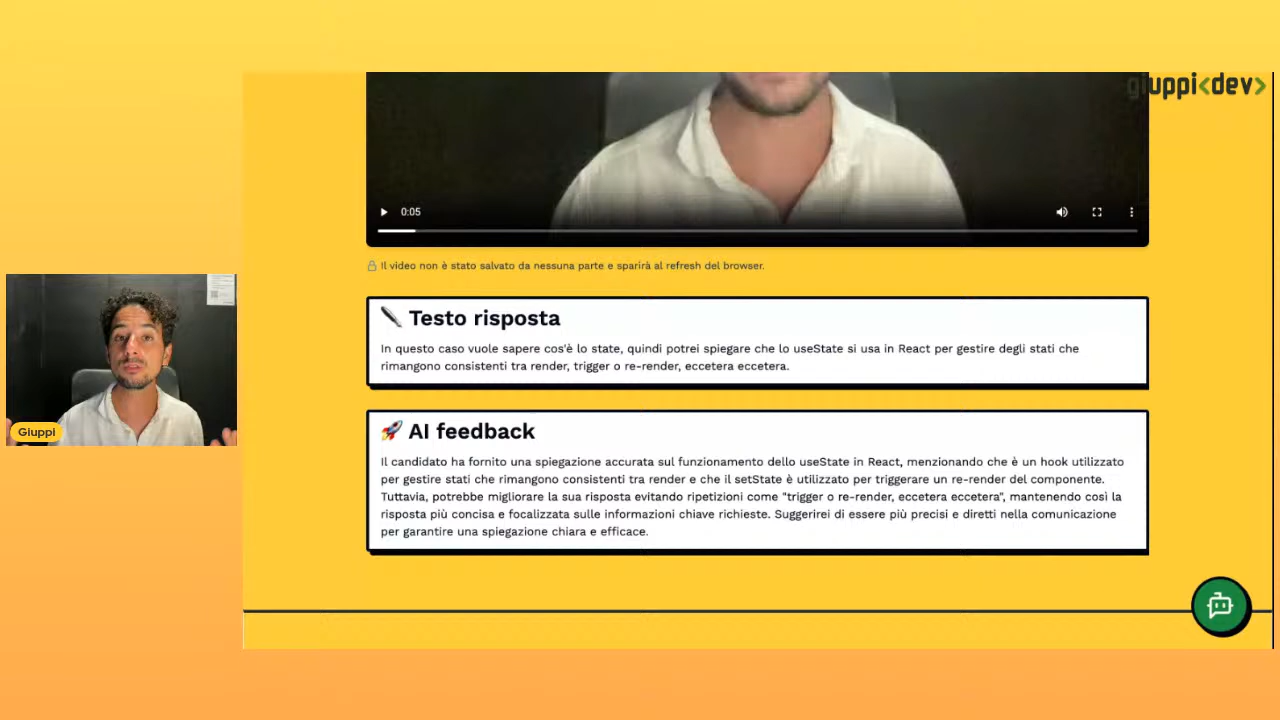 giuppi<dev>
0:05
Il video non è stato salvato da nessuna parte e sparirà al refresh del browser.
Testo risposta
In questo caso vuole sapere cos'è lo state, quindi potrei spiegare che lo useState si usa in React per gestire degli stati che
rimangono consistenti tra render, trigger o re-render, eccetera eccetera.
AI feedback
Il candidato ha fornito una spiegazione accurata sul funzionamento dello useState in React, menzionando che è un hook utilizzato
per gestire stati che rimangono consistenti tra render e che il setState è utilizzato per triggerare un re-render del componente.
Tuttavia, potrebbe migliorare la sua risposta evitando ripetizioni come "trigger o re-render, eccetera eccetera", mantenendo così la
risposta più concisa e focalizzata sulle informazioni chiave richieste. Suggerirei di essere più precisi e diretti nella comunicazione
per garantire una spiegazione chiara e efficace.
Giuppi